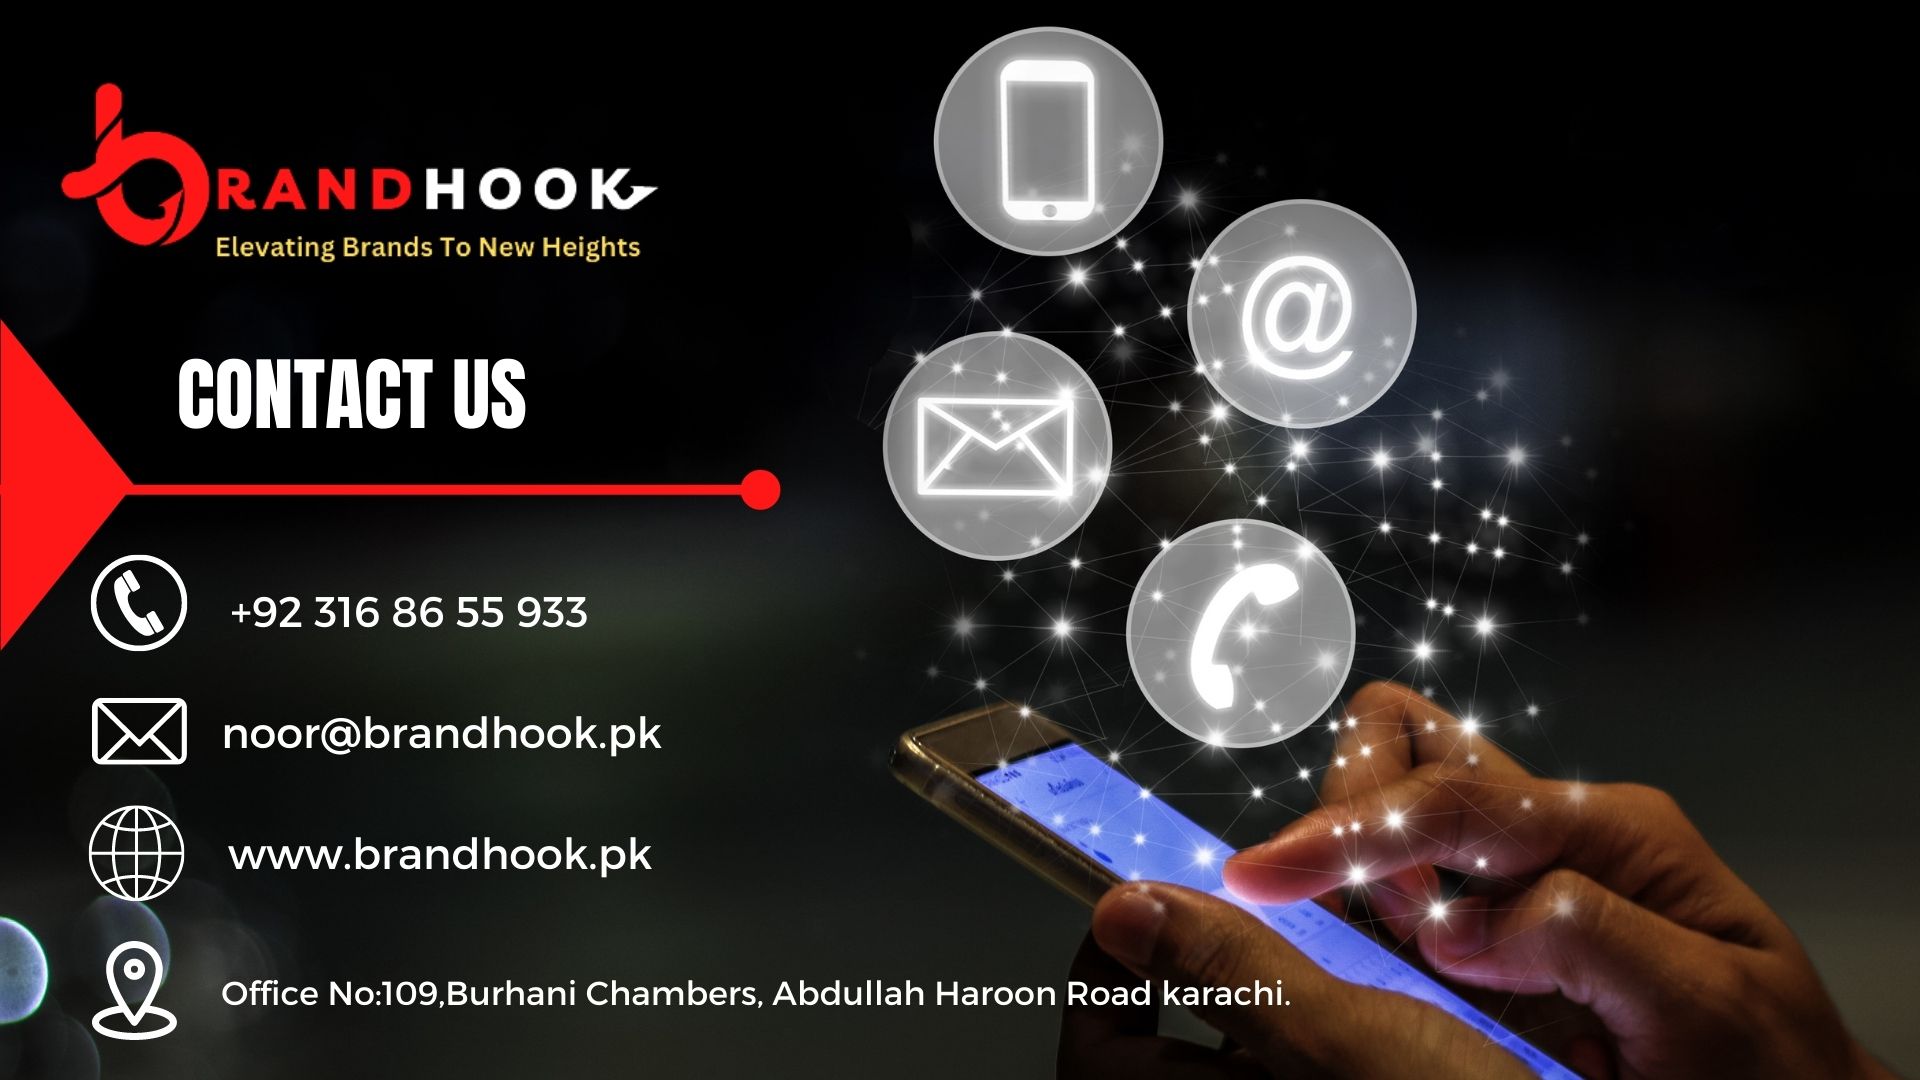 BRANDHOOK
Elevating Brands To New Heights
CONTACT US
+92 316 86 55 933
noor@brandhook.pk
www.brandhook.pk
Office No:109,Burhani Chambers, Abdullah Haroon Road karachi.
@